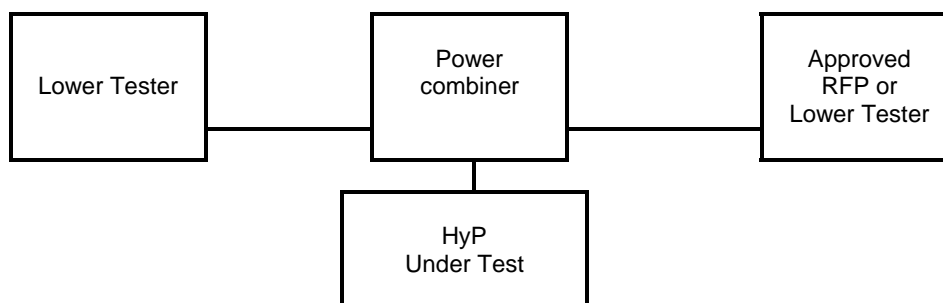 Lower Tester
Power
combiner
Approved
RFP or
Lower Tester
HyP
Under Test